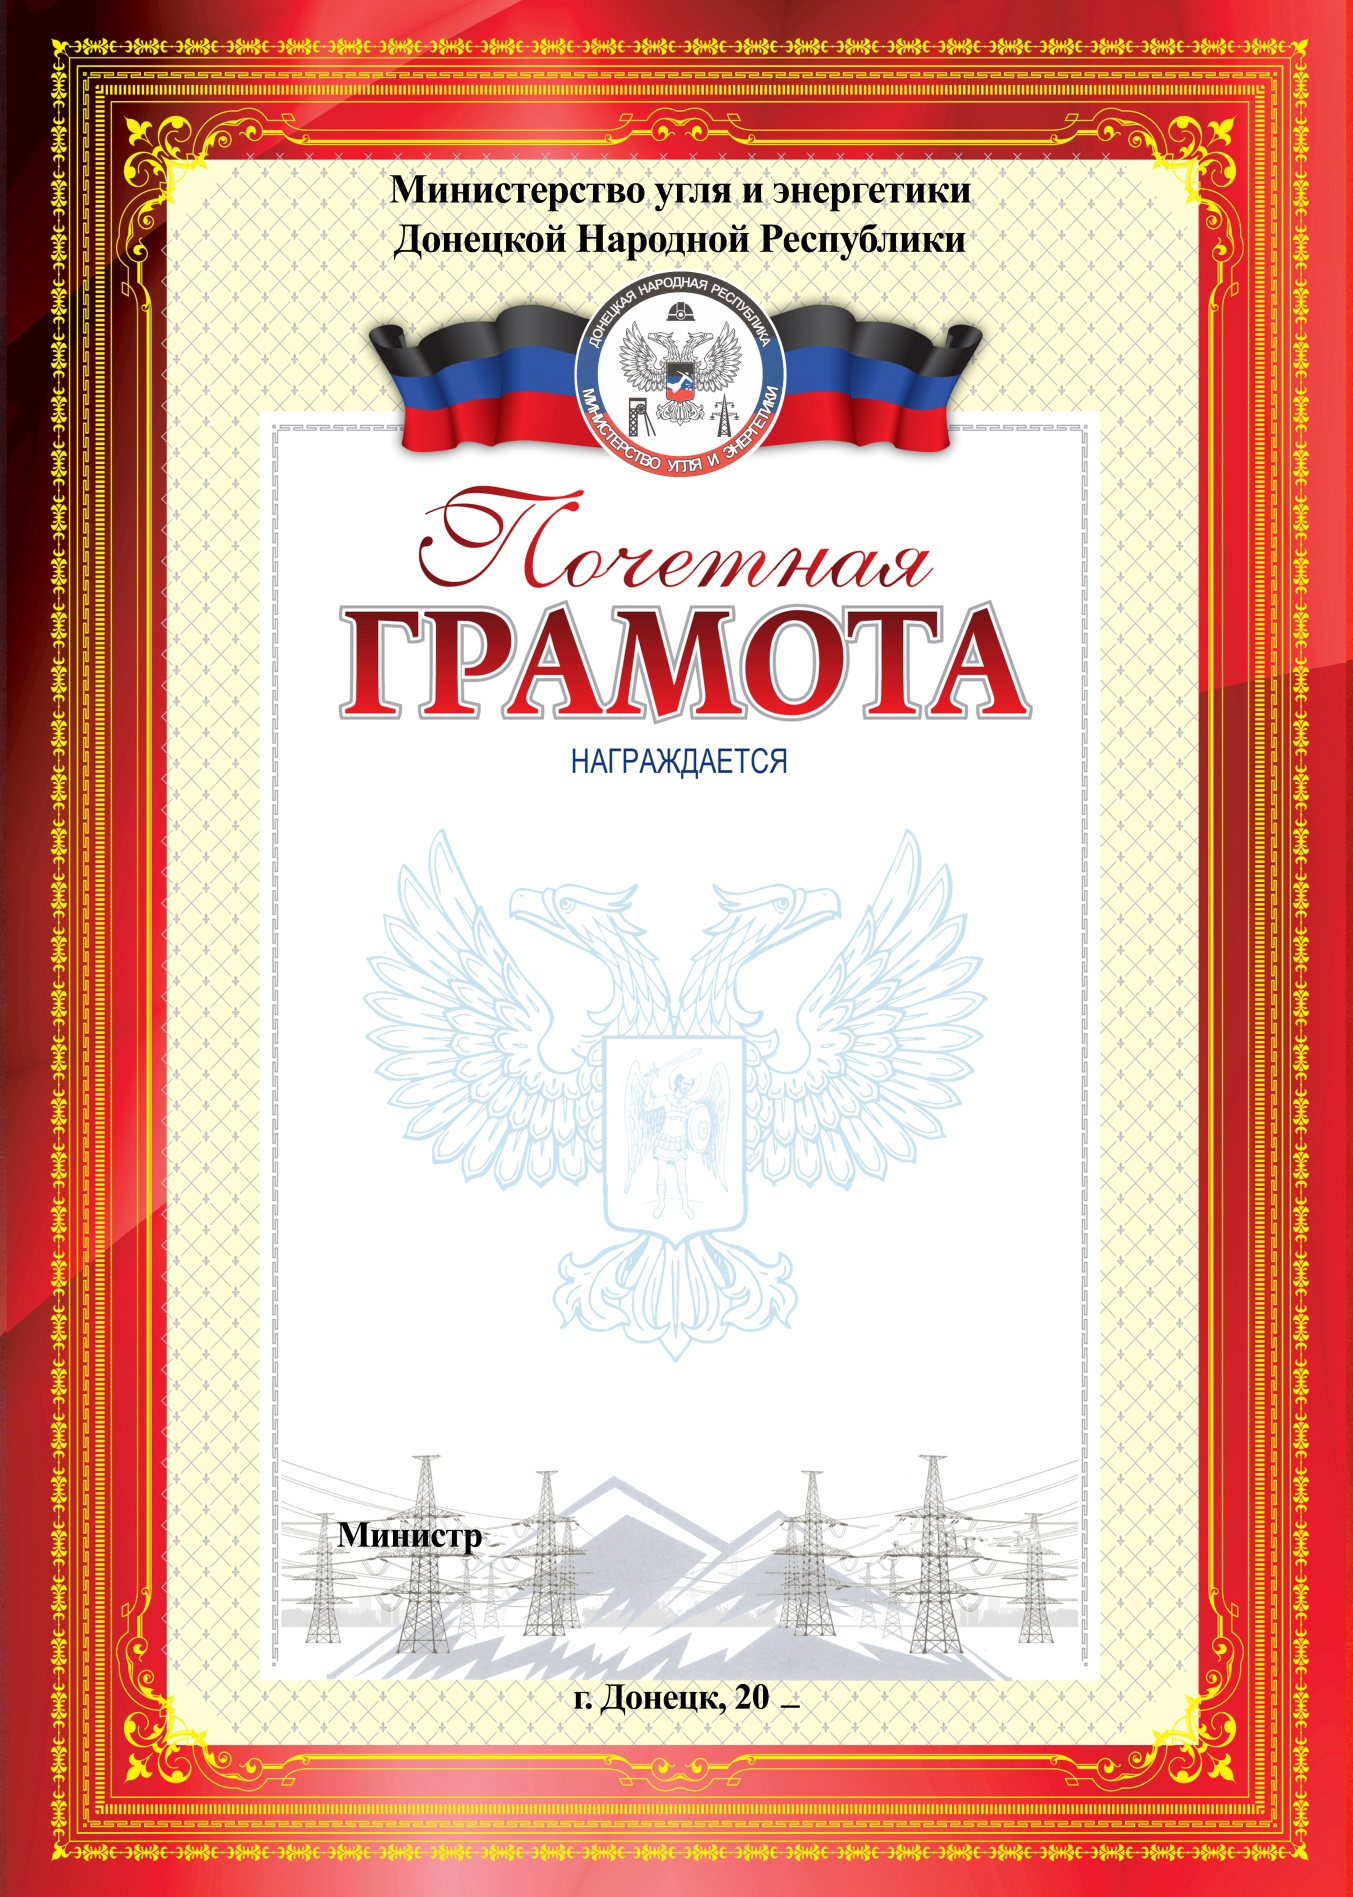 Министерство угля и энергетики
Донецкой Народной Республики
ДОНЕЦКАЯ НАРОДНАЯ РЕСПУБЛИКА
МИНИСТЕРСТВО УГЛЯ И ЭНЕРГЕТИКИ
Почетная
ГРАМОТА
НАГРАЖДАЕТСЯ
Министр
г. Донецк, 20 _